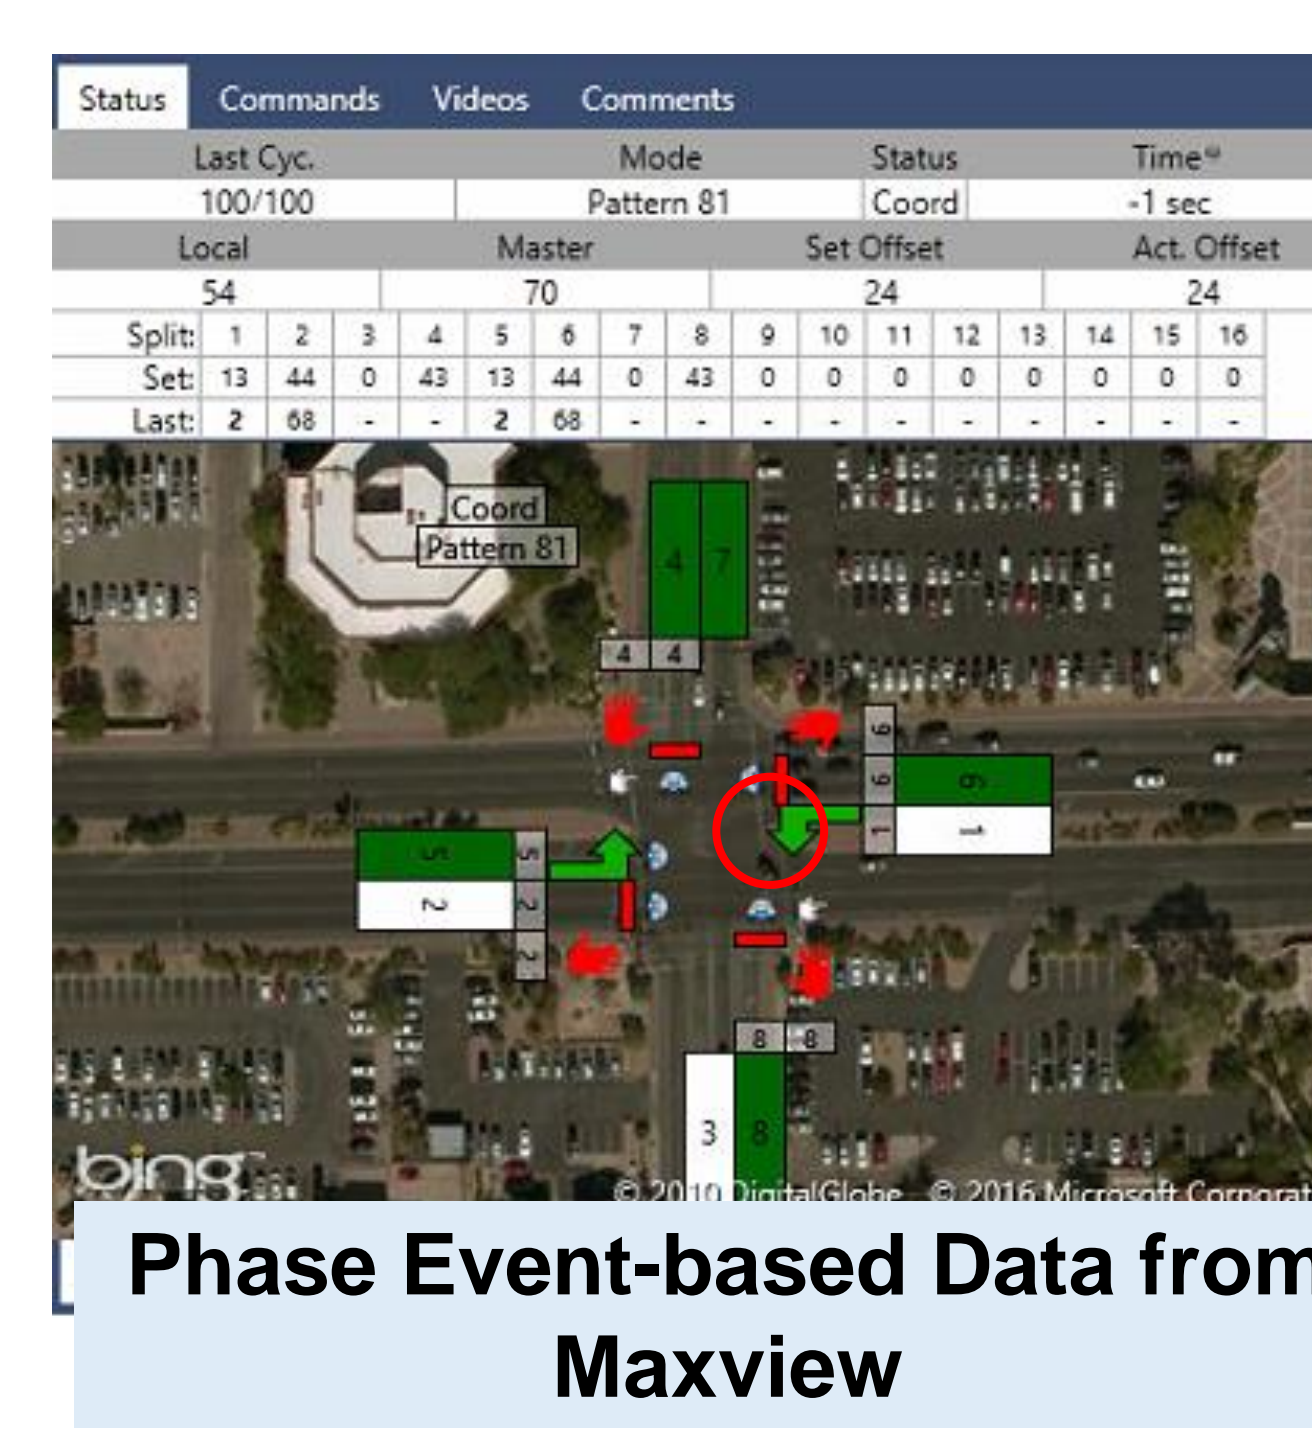 Status Commands Videos Comments
Last Cyc. Mode Status Time
100/100 Pattern 81 Coord -1 sec
Local Master Set Offset Act. Offset
54 70 24 24
Split: 1 2 3 4 5 6 7 8 9 10 11 12 13 14 15 16
Set: 13 44 0 43 13 44 0 43 0 0 0 0 0 0 0 0
Last: 2 68 - - 2 68 - - - - - - - - - -
Coord
Pattern 81
4 7
4 4
6
6 6
1 1
5 5
2 2
2
8 8
3 8
bing
© 2010 DigitalGlobe © 2016 Microsoft Corporat
Phase Event-based Data from
Maxview